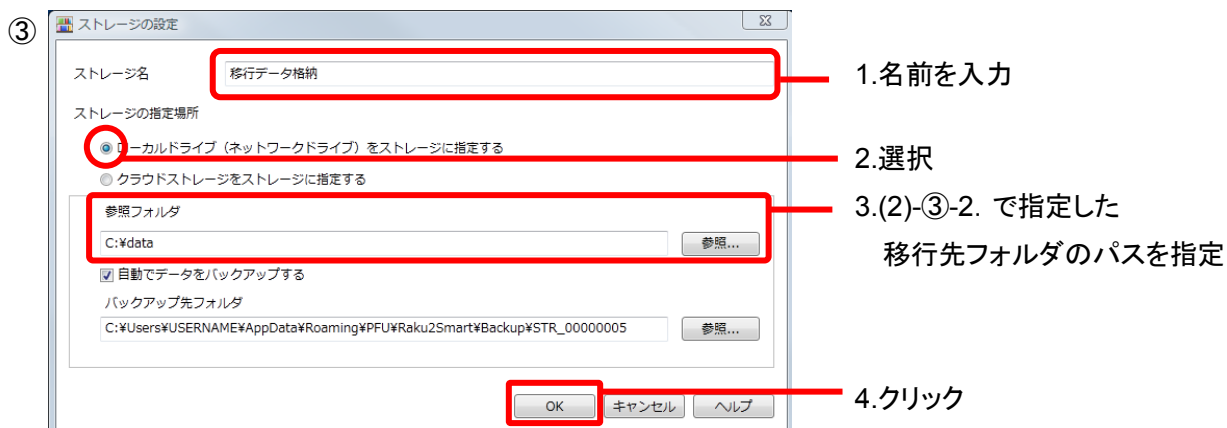 ③
ストレージの設定
ストレージ名
移行データ格納
1.名前を入力
ストレージの指定場所
ローカルドライブ（ネットワークドライブ）をストレージに指定する
2.選択
クラウドストレージをストレージに指定する
参照フォルダ
3.(2)-③-2. で指定した
移行先フォルダのパスを指定
C:¥data
参照...
自動でデータをバックアップする
バックアップ先フォルダ
C:¥Users¥USERNAME¥AppData¥Roaming¥PFU¥Raku2Smart¥Backup¥STR_00000005
参照...
OK
キャンセル
ヘルプ
4.クリック